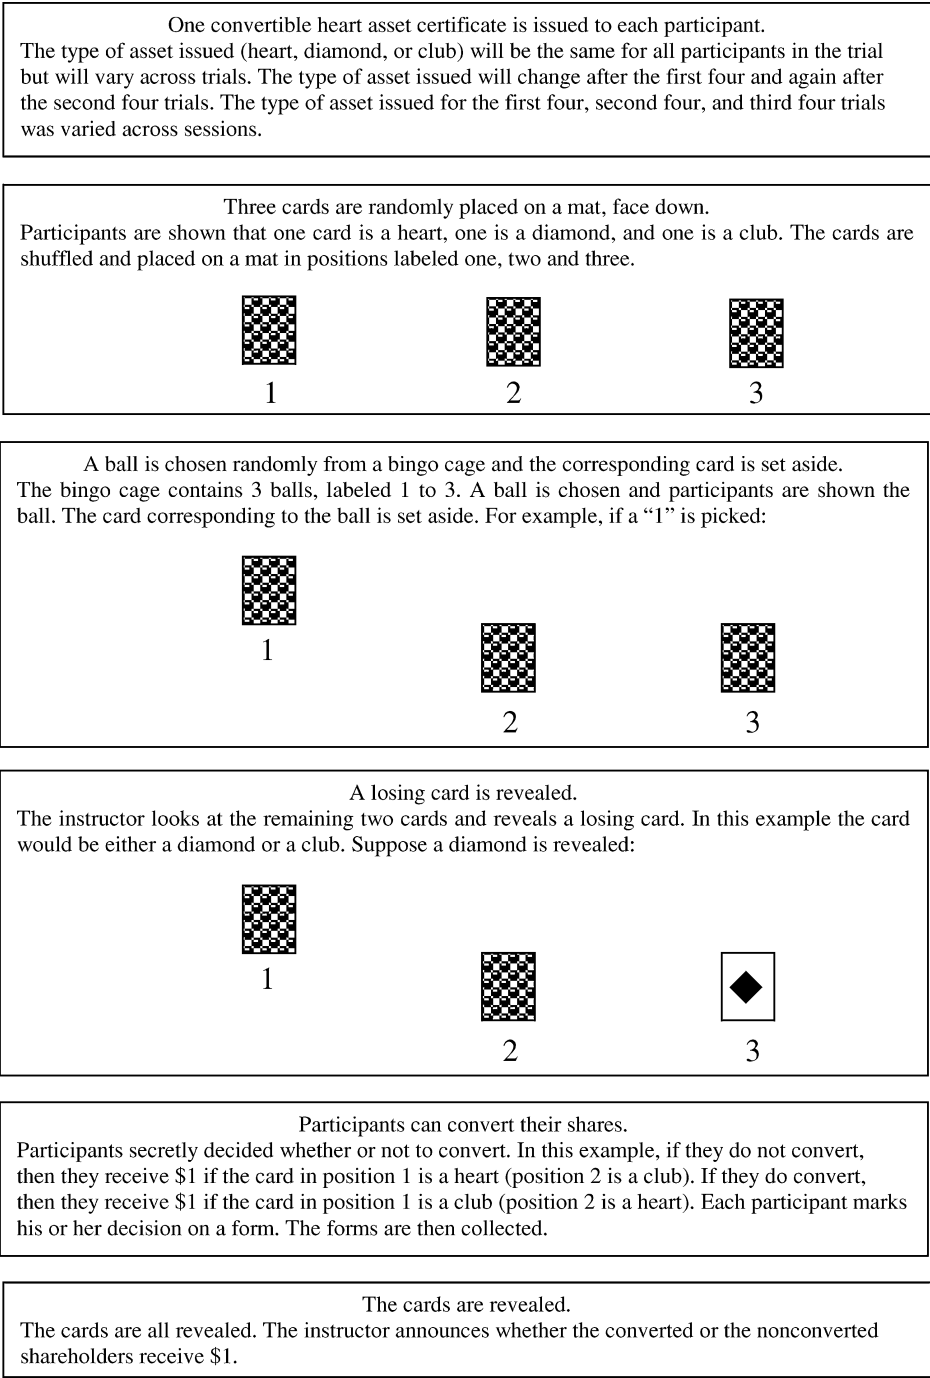 One convertible heart asset certificate is issued to each participant.
The type of asset issued (heart, diamond, or club) will be the same for all participants in the trial
but will vary across trials. The type of asset issued will change after the first four and again after
the second four trials. The type of asset issued for the first four, second four, and third four trials
was varied across sessions.
Three cards are randomly placed on a mat, face down.
Participants are shown that one card is a heart, one is a diamond, and one is a club. The cards are
shuffled and placed on a mat in positions labeled one, two and three.
1 2 3
A ball is chosen randomly from a bingo cage and the corresponding card is set aside.
The bingo cage contains 3 balls, labeled 1 to 3. A ball is chosen and participants are shown the
ball. The card corresponding to the ball is set aside. For example, if a “1” is picked:
1
2 3
A losing card is revealed.
The instructor looks at the remaining two cards and reveals a losing card. In this example the card
would be either a diamond or a club. Suppose a diamond is revealed:
1
2 3
Participants can convert their shares.
Participants secretly decided whether or not to convert. In this example, if they do not convert,
then they receive $1 if the card in position 1 is a heart (position 2 is a club). If they do convert,
then they receive $1 if the card in position 1 is a club (position 2 is a heart). Each participant marks
his or her decision on a form. The forms are then collected.
The cards are revealed.
The cards are all revealed. The instructor announces whether the converted or the nonconverted
shareholders receive $1.